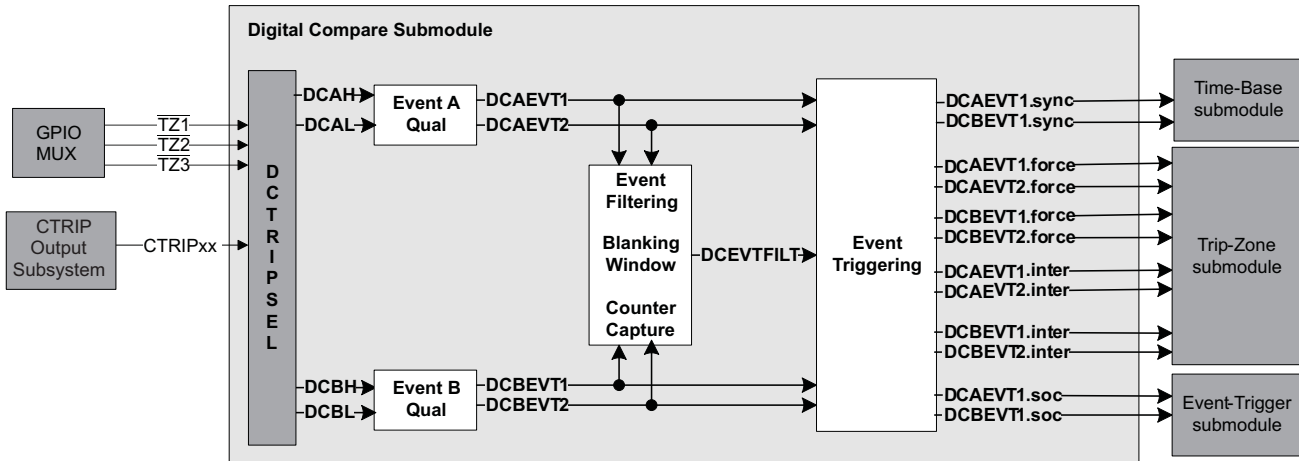 Digital Compare Submodule
GPIO
MUX
TZ1
TZ2
TZ3
CTRIP
Output
Subsystem
CTRIPxx
D
C
T
R
I
P
S
E
L
DCAH
DCAL
Event A
Qual
DCAEVT1
DCAEVT2
Event
Filtering
Blanking
Window
Counter
Capture
DCEVTFILT
DCBH
DCBL
Event B
Qual
DCBEVT1
DCBEVT2
Event
Triggering
DCAEVT1.sync
DCBEVT1.sync
DCAEVT1.force
DCAEVT2.force
DCBEVT1.force
DCBEVT2.force
DCAEVT1.inter
DCAEVT2.inter
DCBEVT1.inter
DCBEVT2.inter
DCAEVT1.soc
DCBEVT1.soc
Time-Base
submodule
Trip-Zone
submodule
Event-Trigger
submodule